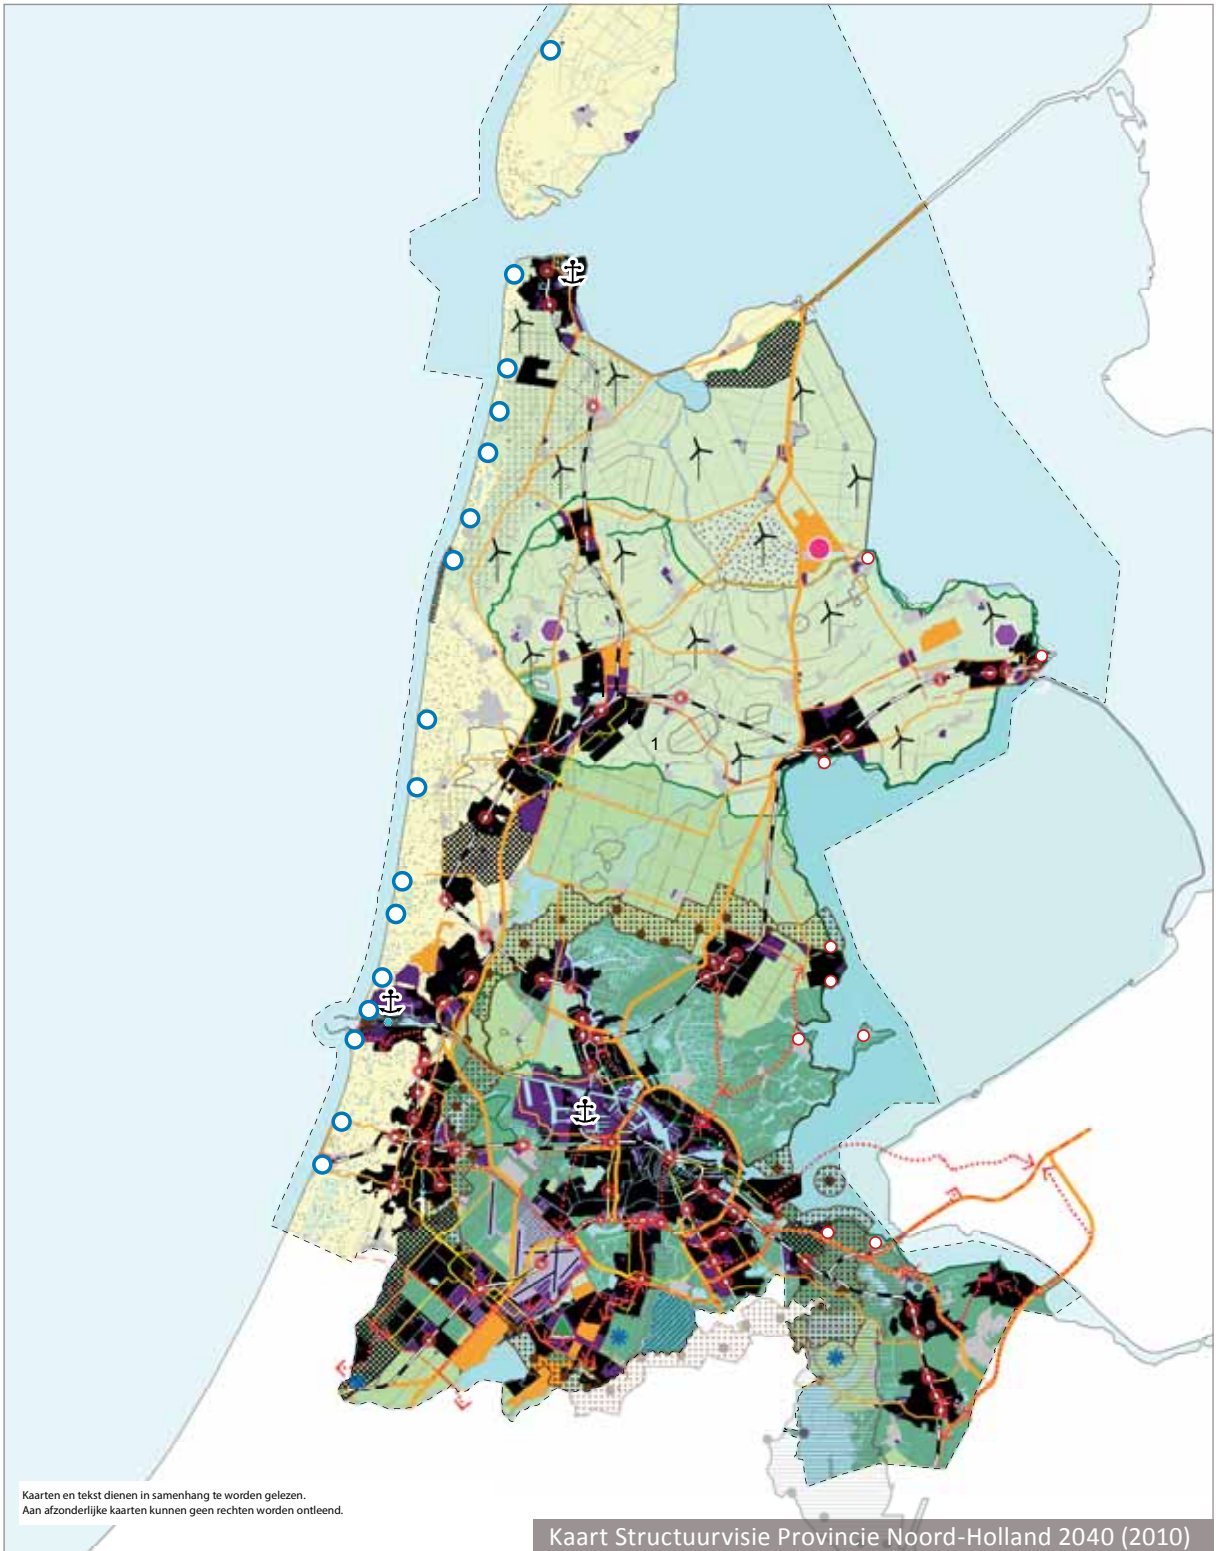 1
Kaarten en tekst dienen in samenhang te worden gelezen.
Aan afzonderlijke kaarten kunnen geen rechten worden ontleend.
Kaart Structuurvisie Provincie Noord-Holland 2040 (2010)